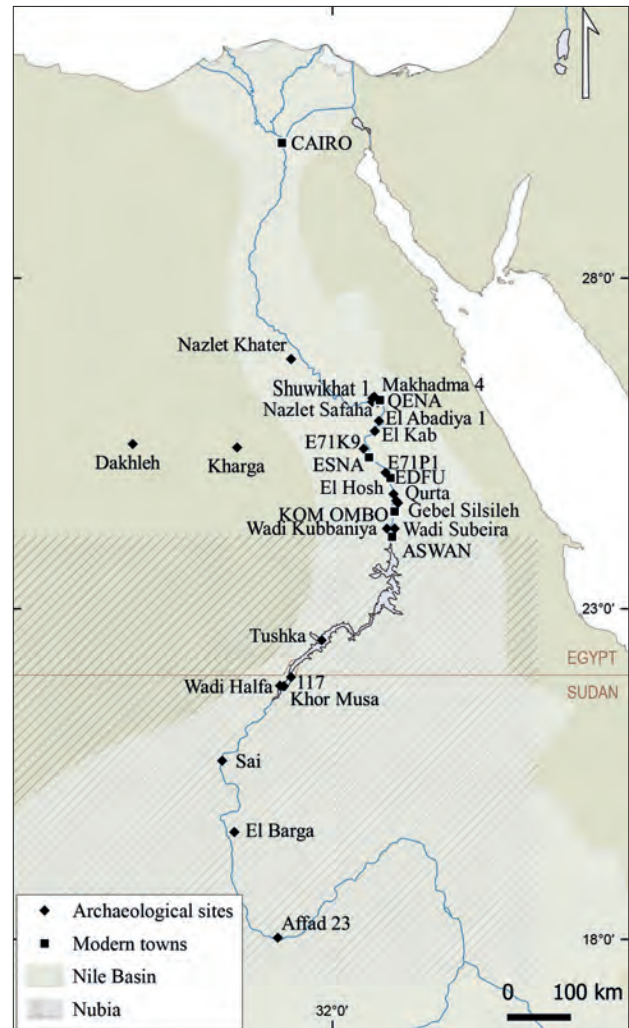 CAIRO
28°0'
Nazlet Khater
Shuwikhat 1
Makhadma 4
QENA
Nazlet Safaha
El Abadiya 1
El Kab
E71K9
Dakhleh
Kharga
ESNA
E71P1
EDFU
El Hosh
Qurta
Gebel Silsileh
KOM OMBO
Wadi Kubbaniya
Wadi Subeira
ASWAN
23°0'
Tushka
EGYPT
117
SUDAN
Wadi Halfa
Khor Musa
Sai
El Barga
Affad 23
18°0'
Archaeological sites
Modern towns
Nile Basin
Nubia
0 100 km
32°0'